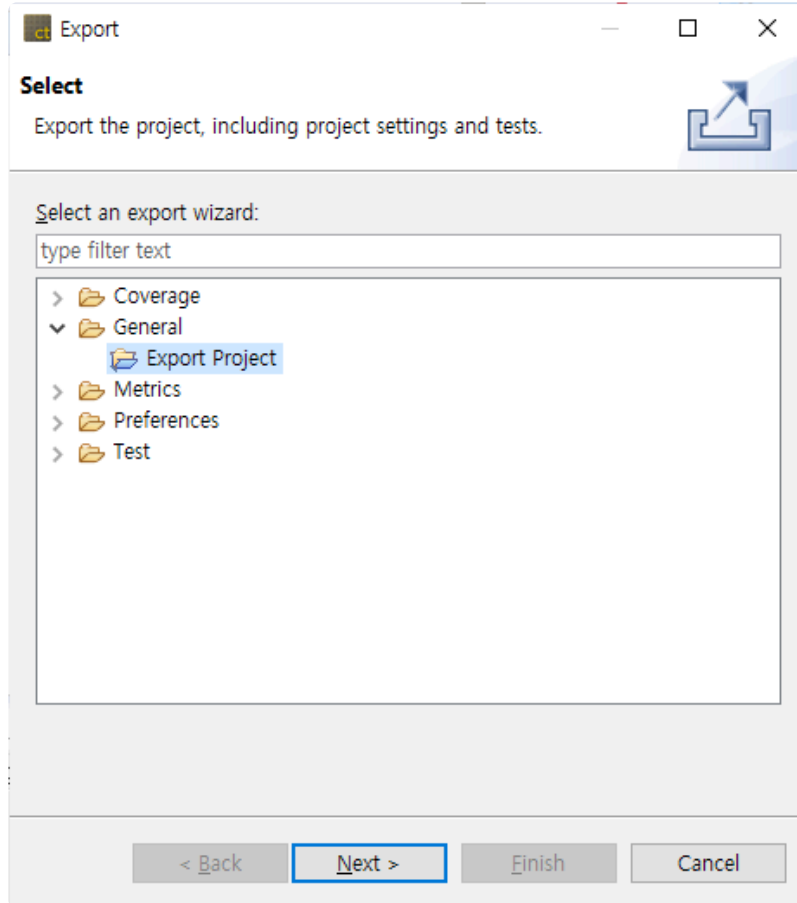 ct Export
Select
Export the project, including project settings and tests.
Select an export wizard:
type filter text
Coverage
General
Export Project
Metrics
Preferences
Test
< Back Next > Finish Cancel